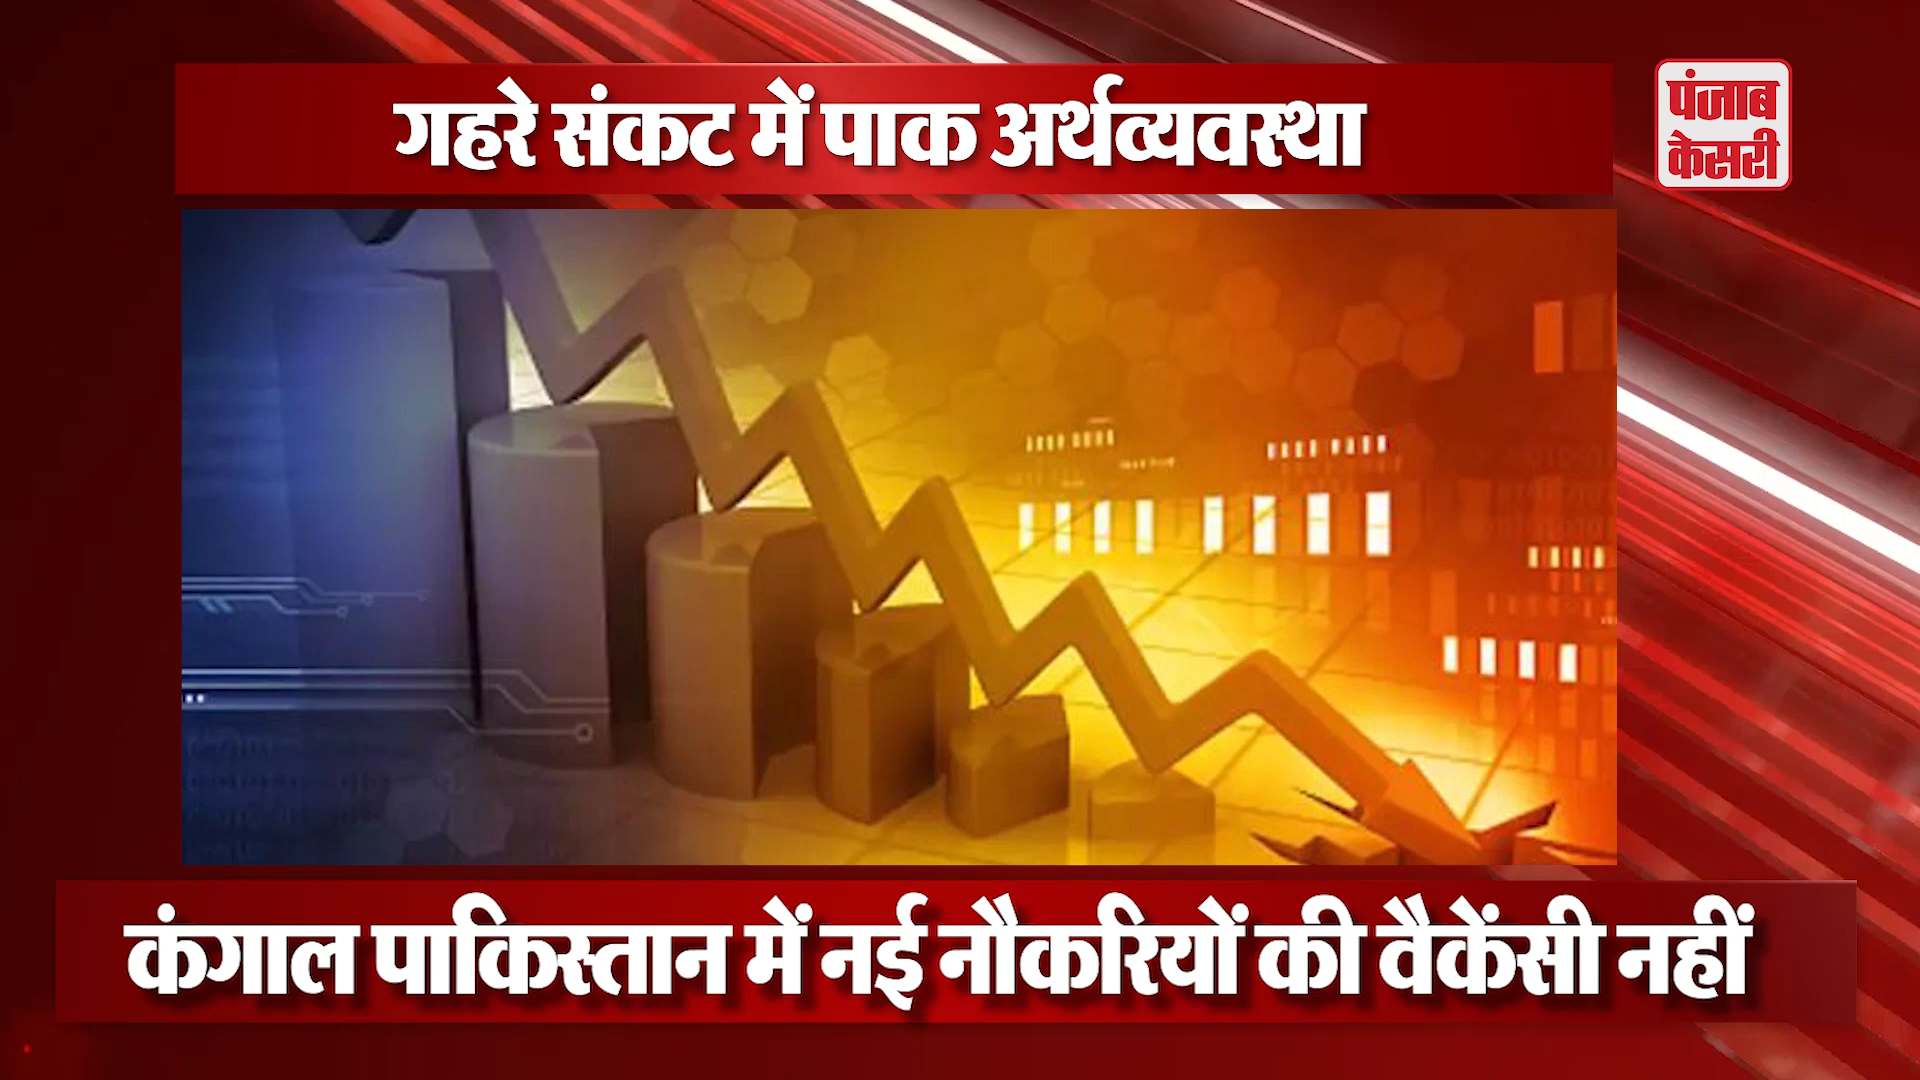 गहरे संकट में पाक अर्थव्यवस्था
पंजाब
केसरी
कंगाल पाकिस्तान में नई नौकरियों की वैकेंसी नहीं